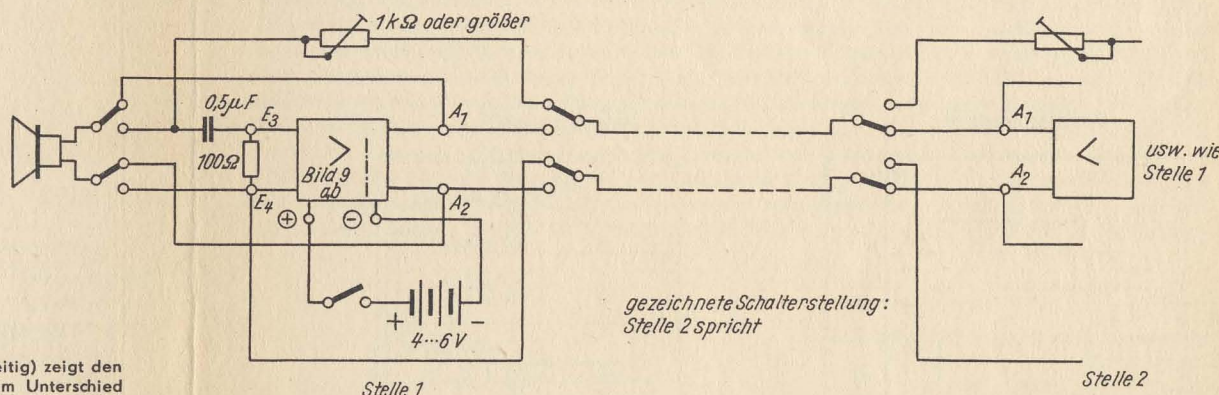 1kΩ oder größer
0,5µF
E3
A1
100Ω
Bild 9
ab
E4
A2
+
-
+
-
4...6V
gezeichnete Schalterstellung:
Stelle 2 spricht
A1
A2
usw. wie
Stelle 1
eitig) zeigt den
m Unterschied
Stelle 1
Stelle 2